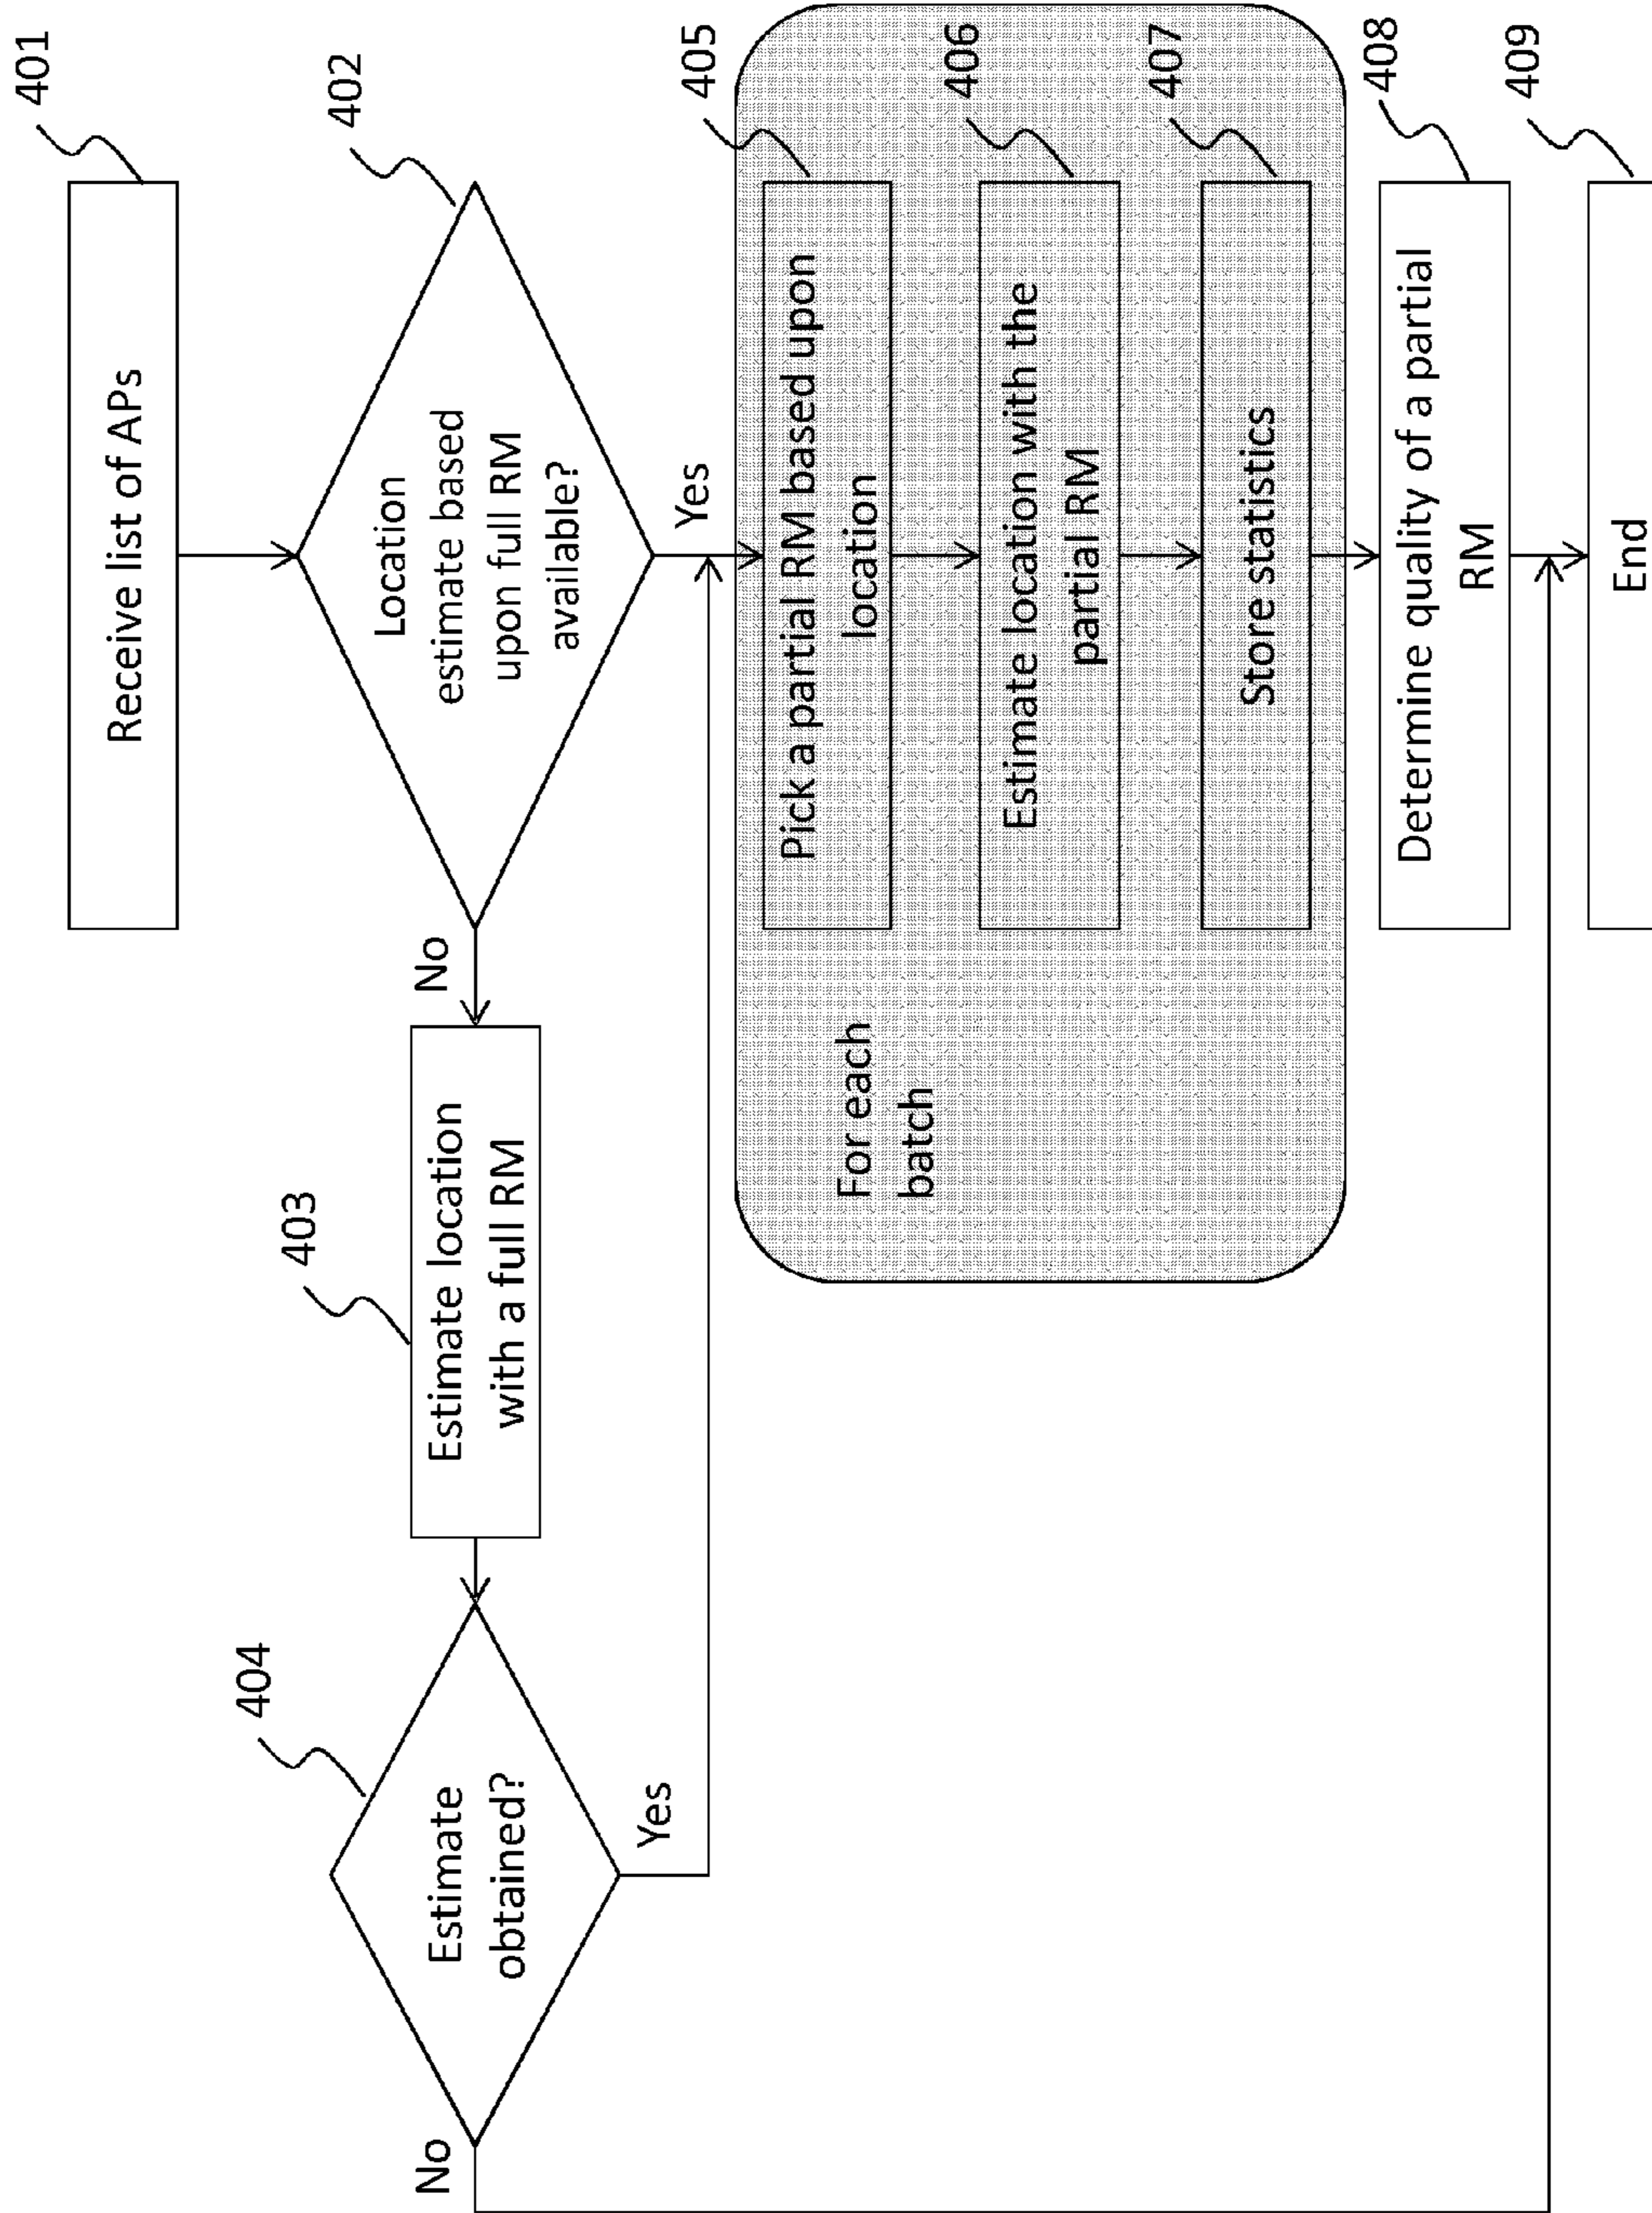 401
Receive list of APs
402
Location
estimate based
upon full RM
available?
No
Yes
403
Estimate location
with a full RM
404
Estimate
obtained?
No
Yes
For each
batch
405
Pick a partial RM based upon
location
406
Estimate location with the
partial RM
407
Store statistics
408
Determine quality of a partial
RM
409
End